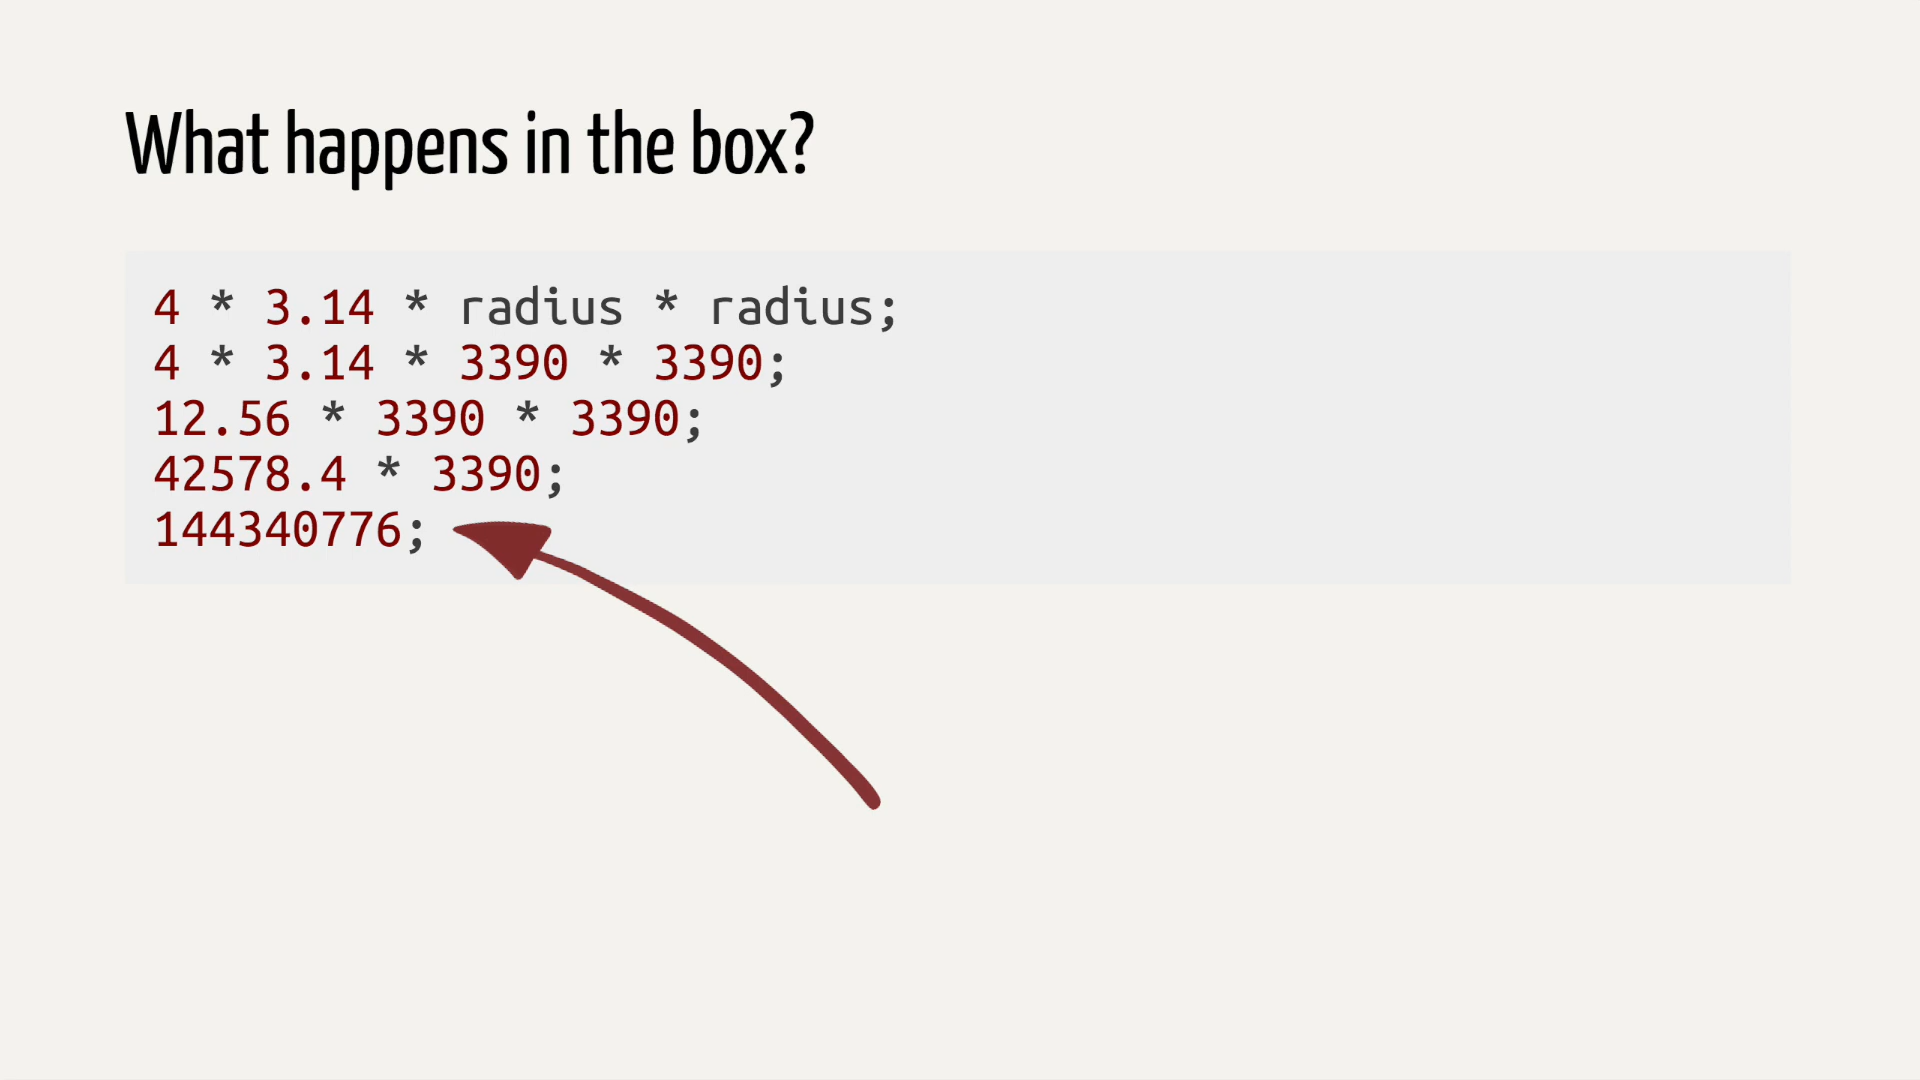 What happens in the box?
4 * 3.14 * radius * radius;
4 * 3.14 * 3390 * 3390;
12.56 * 3390 * 3390;
42578.4 * 3390;
144340776;